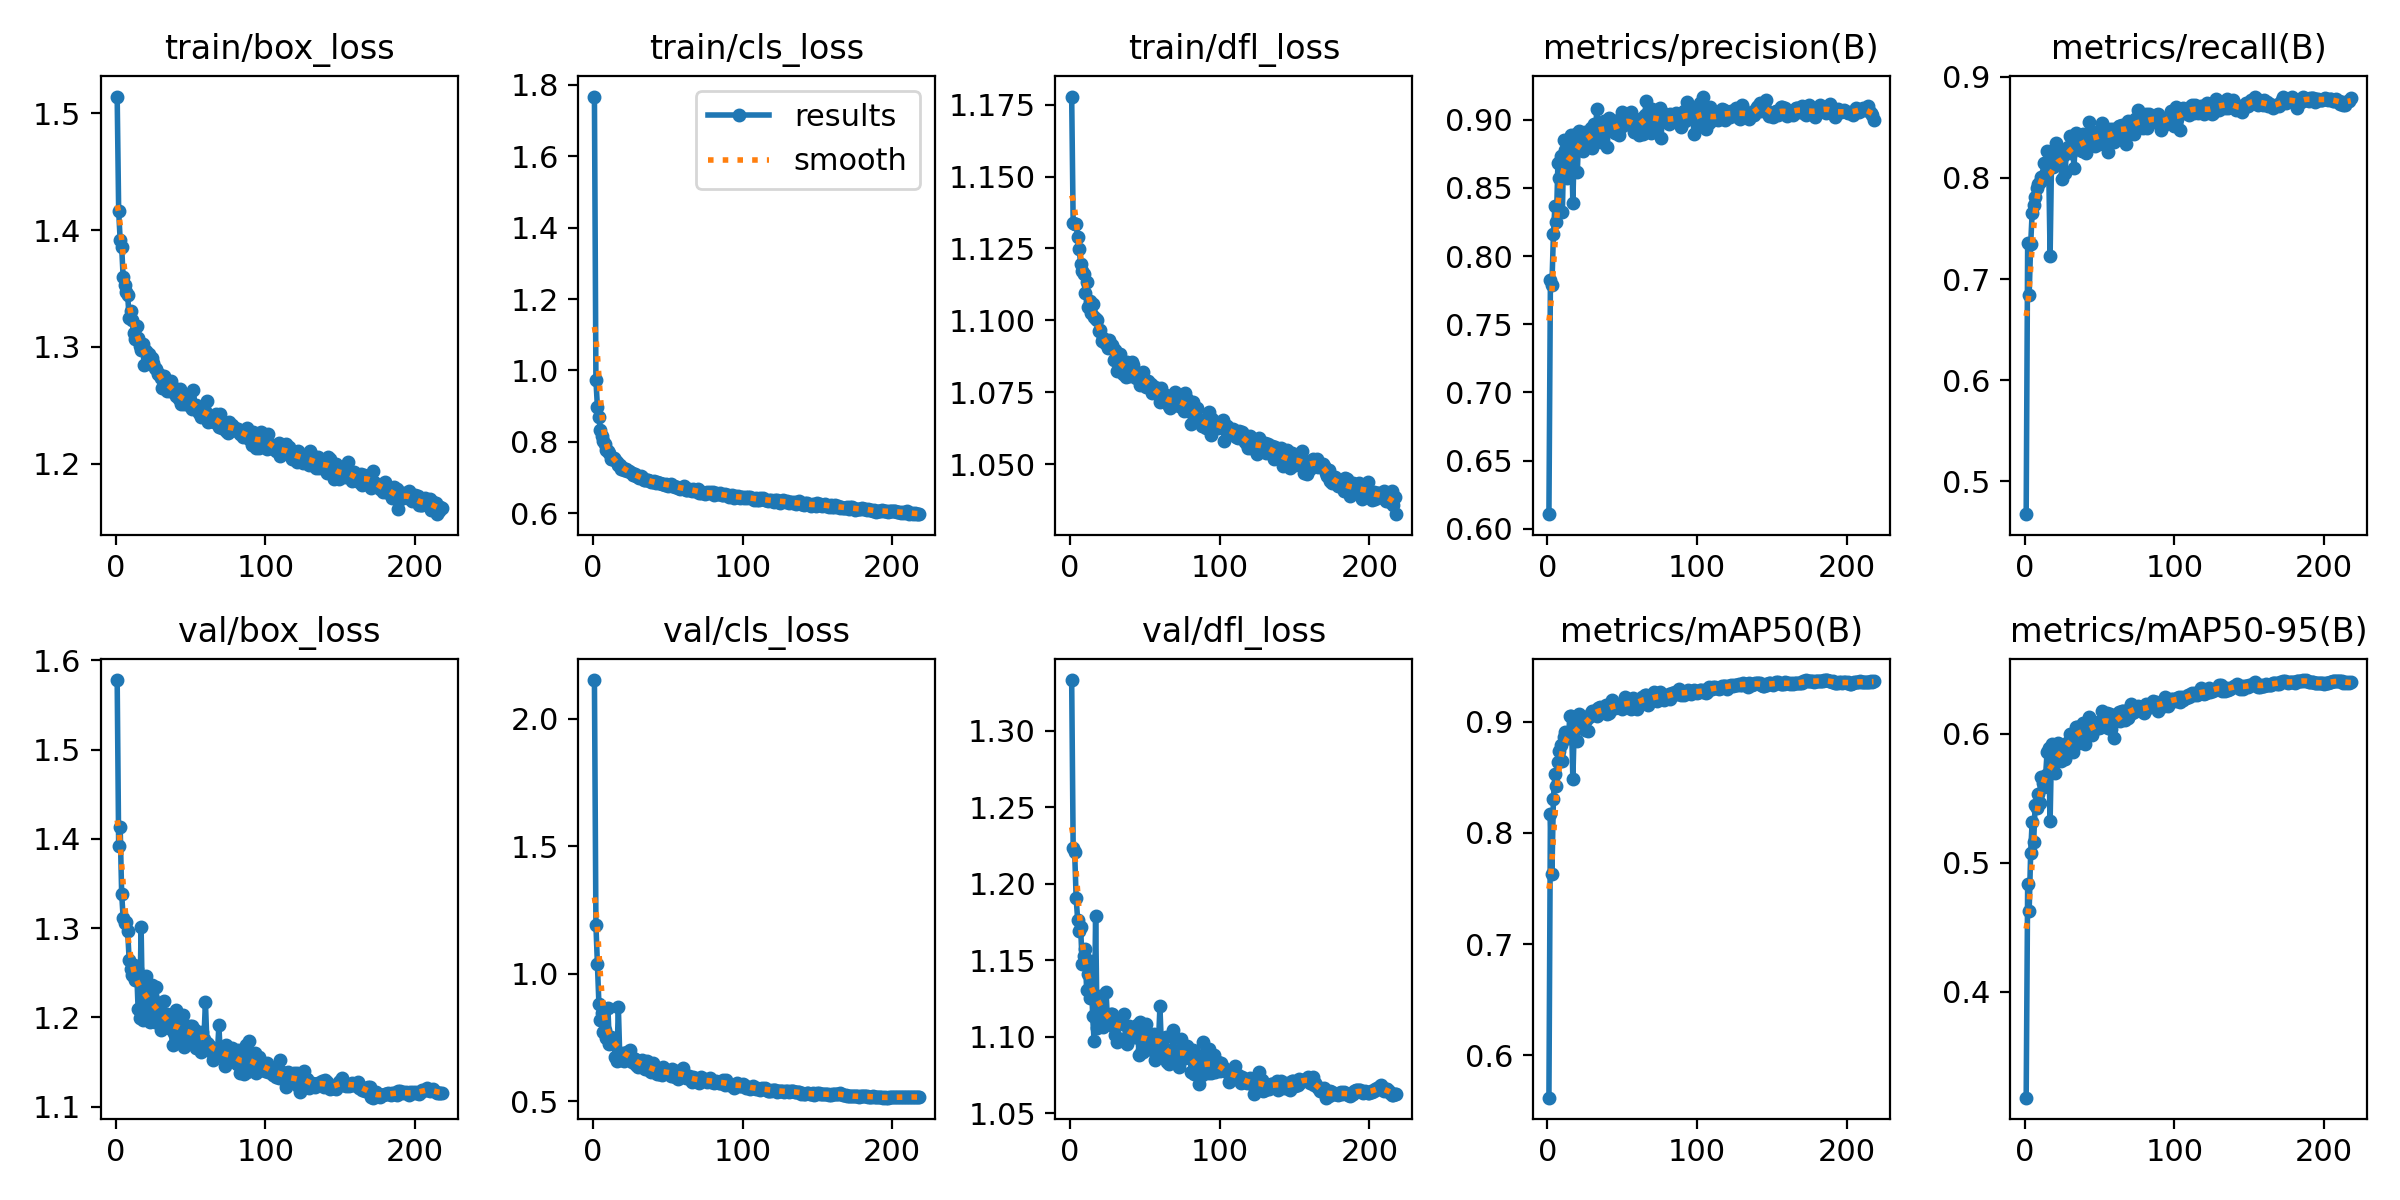 train/box_loss
1.5
1.4
1.3
1.2
0 100 200
train/cls_loss
results
smooth
1.8
1.6
1.4
1.2
1.0
0.8
0.6
0 100 200
train/dfl_loss
1.175
1.150
1.125
1.100
1.075
1.050
0 100 200
metrics/precision(B)
0.90
0.85
0.80
0.75
0.70
0.65
0.60
0 100 200
metrics/recall(B)
0.9
0.8
0.7
0.6
0.5
0 100 200
val/box_loss
1.6
1.5
1.4
1.3
1.2
1.1
0 100 200
val/cls_loss
2.0
1.5
1.0
0.5
0 100 200
val/dfl_loss
1.30
1.25
1.20
1.15
1.10
1.05
0 100 200
metrics/mAP50(B)
0.9
0.8
0.7
0.6
0 100 200
metrics/mAP50-95(B)
0.6
0.5
0.4
0 100 200